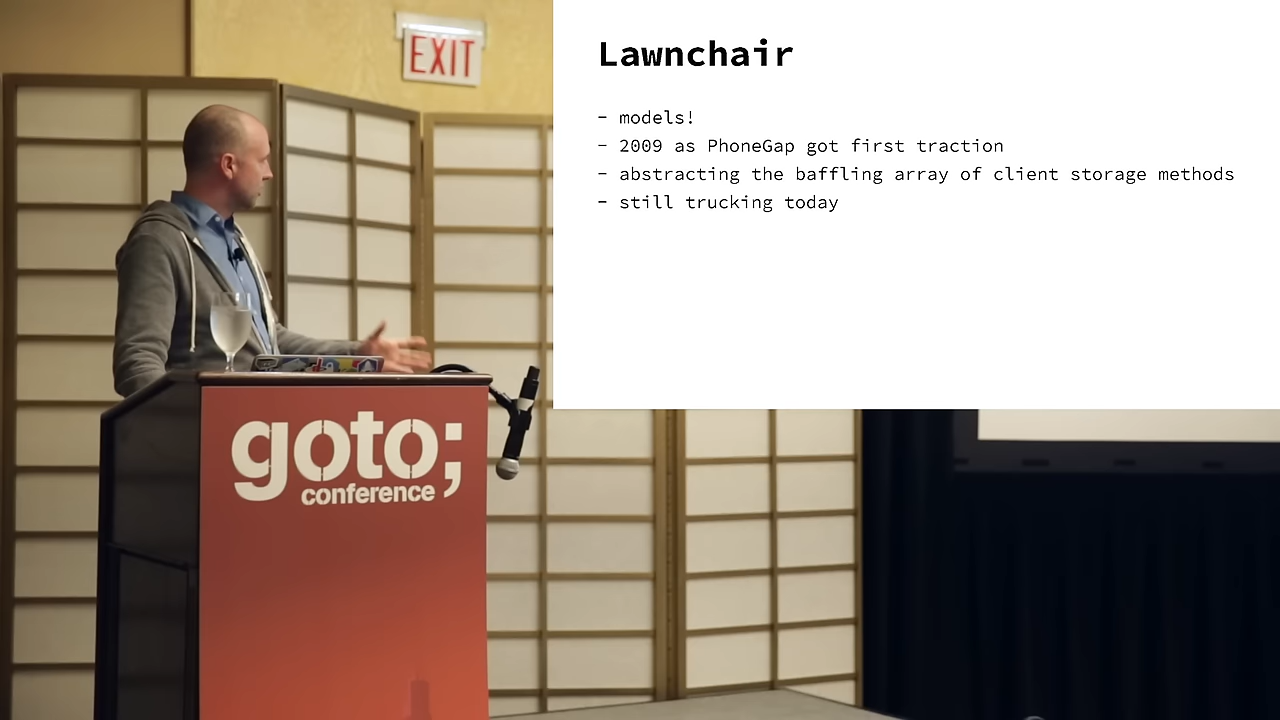 EXIT
Lawnchair
- models!
- 2009 as PhoneGap got first traction
- abstracting the baffling array of client storage methods
- still trucking today
goto;
conference